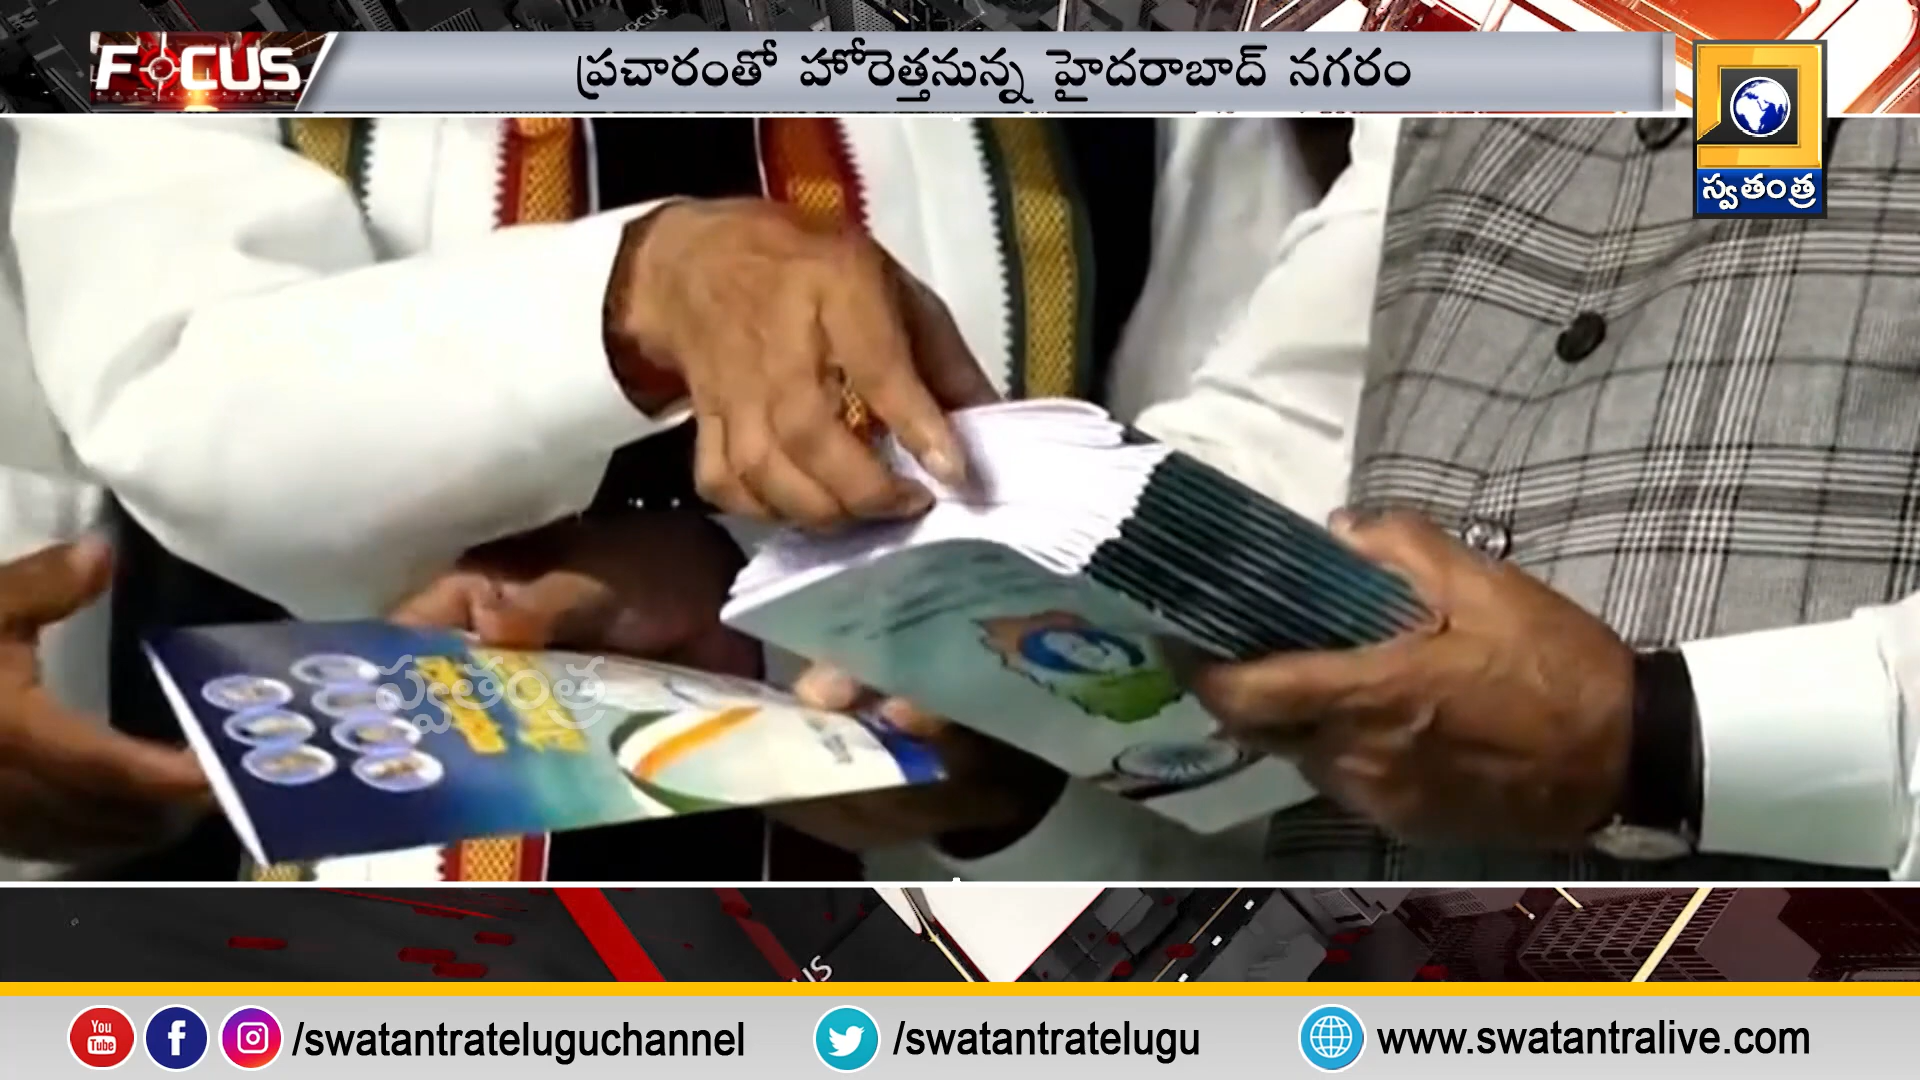 FOCUS
ప్రచారంతో హోరెత్తనున్న హైదరాబాద్ నగరం
స్వతంత్ర
స్వతంత్ర
You Tube
/swatantrateluguchannel
/swatantratelugu
www.swatantralive.com